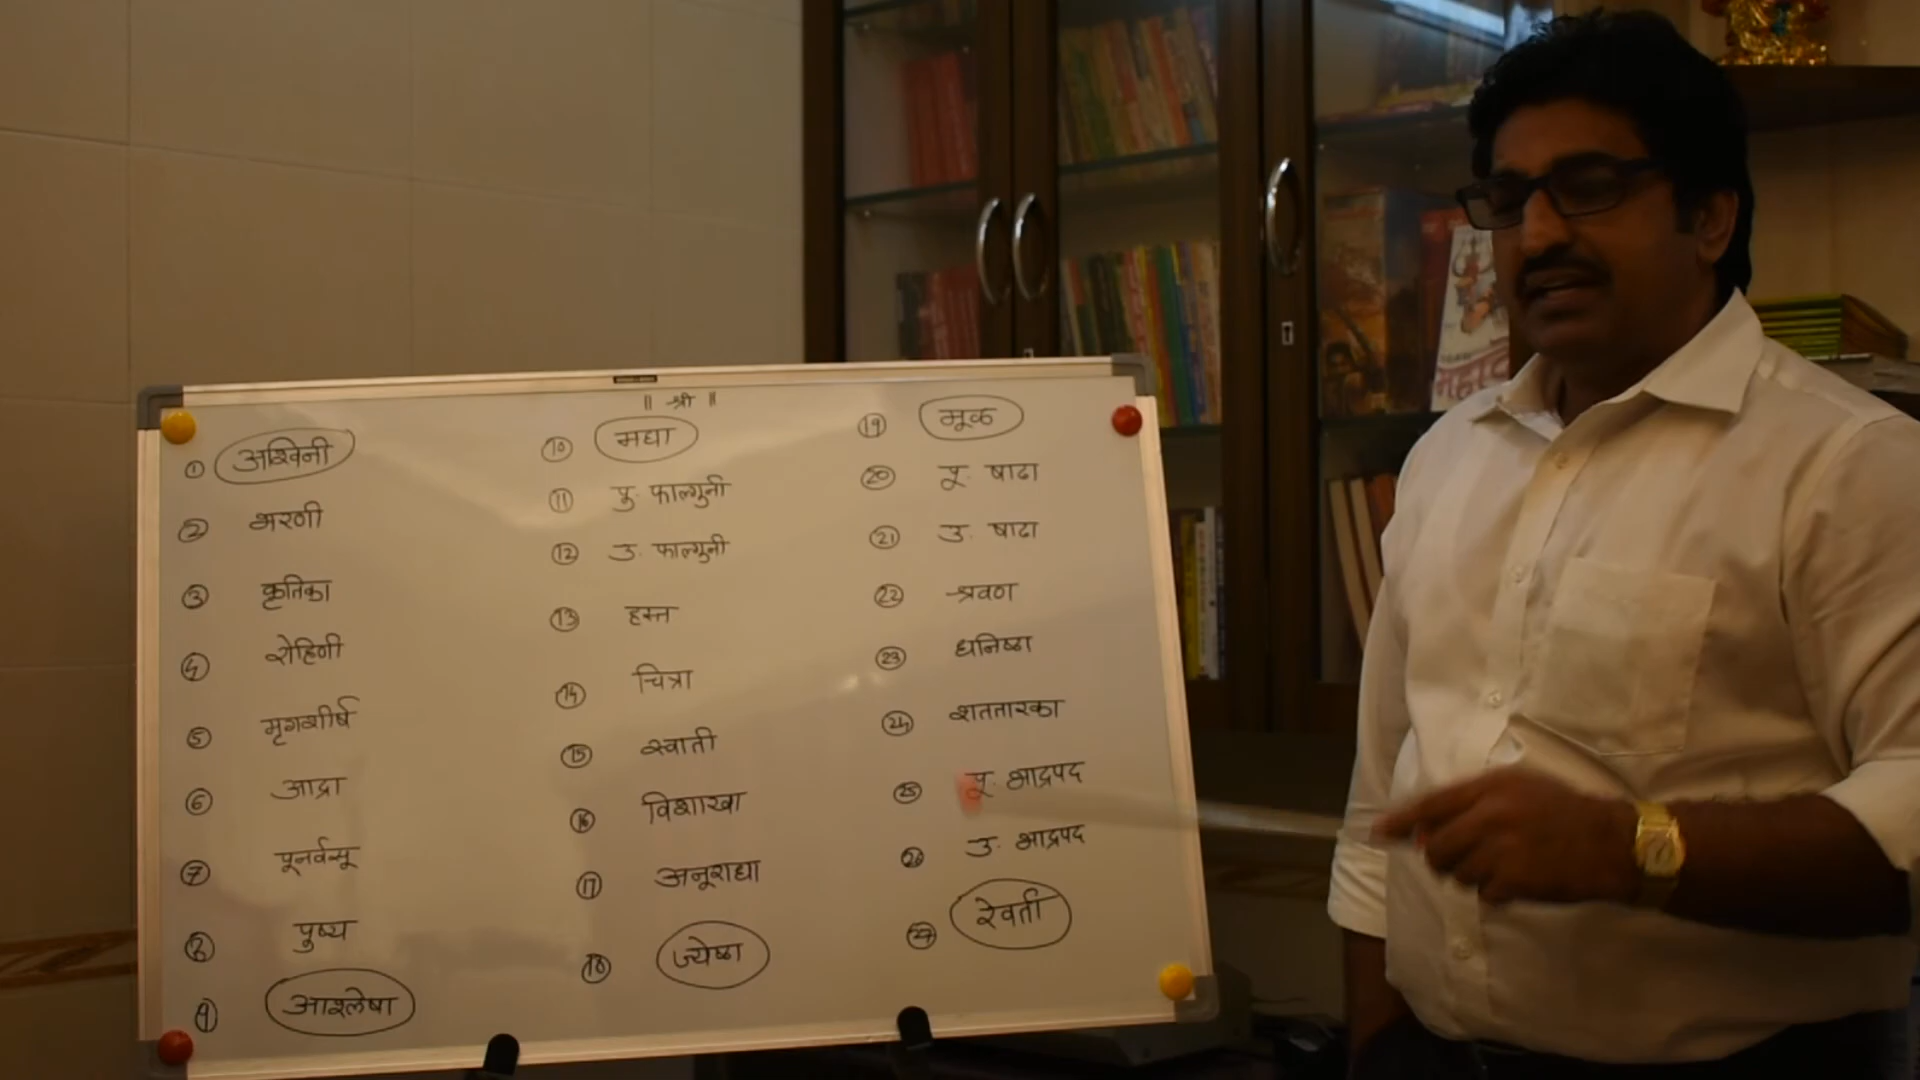 ॥ श्री ॥
① अश्विनी
② भरणी
③ कृतिका
④ रोहिणी
⑤ मृगशीर्ष
⑥ आद्रा
⑦ पूनर्वसू
⑧ पुष्य
⑨ आश्लेषा
⑩ मघा
⑪ पु. फाल्गुनी
⑫ उ. फाल्गुनी
⑬ हस्त
⑭ चित्रा
⑮ स्वाती
⑯ विशाखा
⑰ अनूराधा
⑱ ज्येष्ठा
⑲ मूळ
⑳ पू. षाढा
㉑ उ. षाढा
㉒ श्रवण
㉓ धनिष्ठा
㉔ शततारका
㉕ पू. भाद्रपद
㉖ उ. भाद्रपद
㉗ रेवती